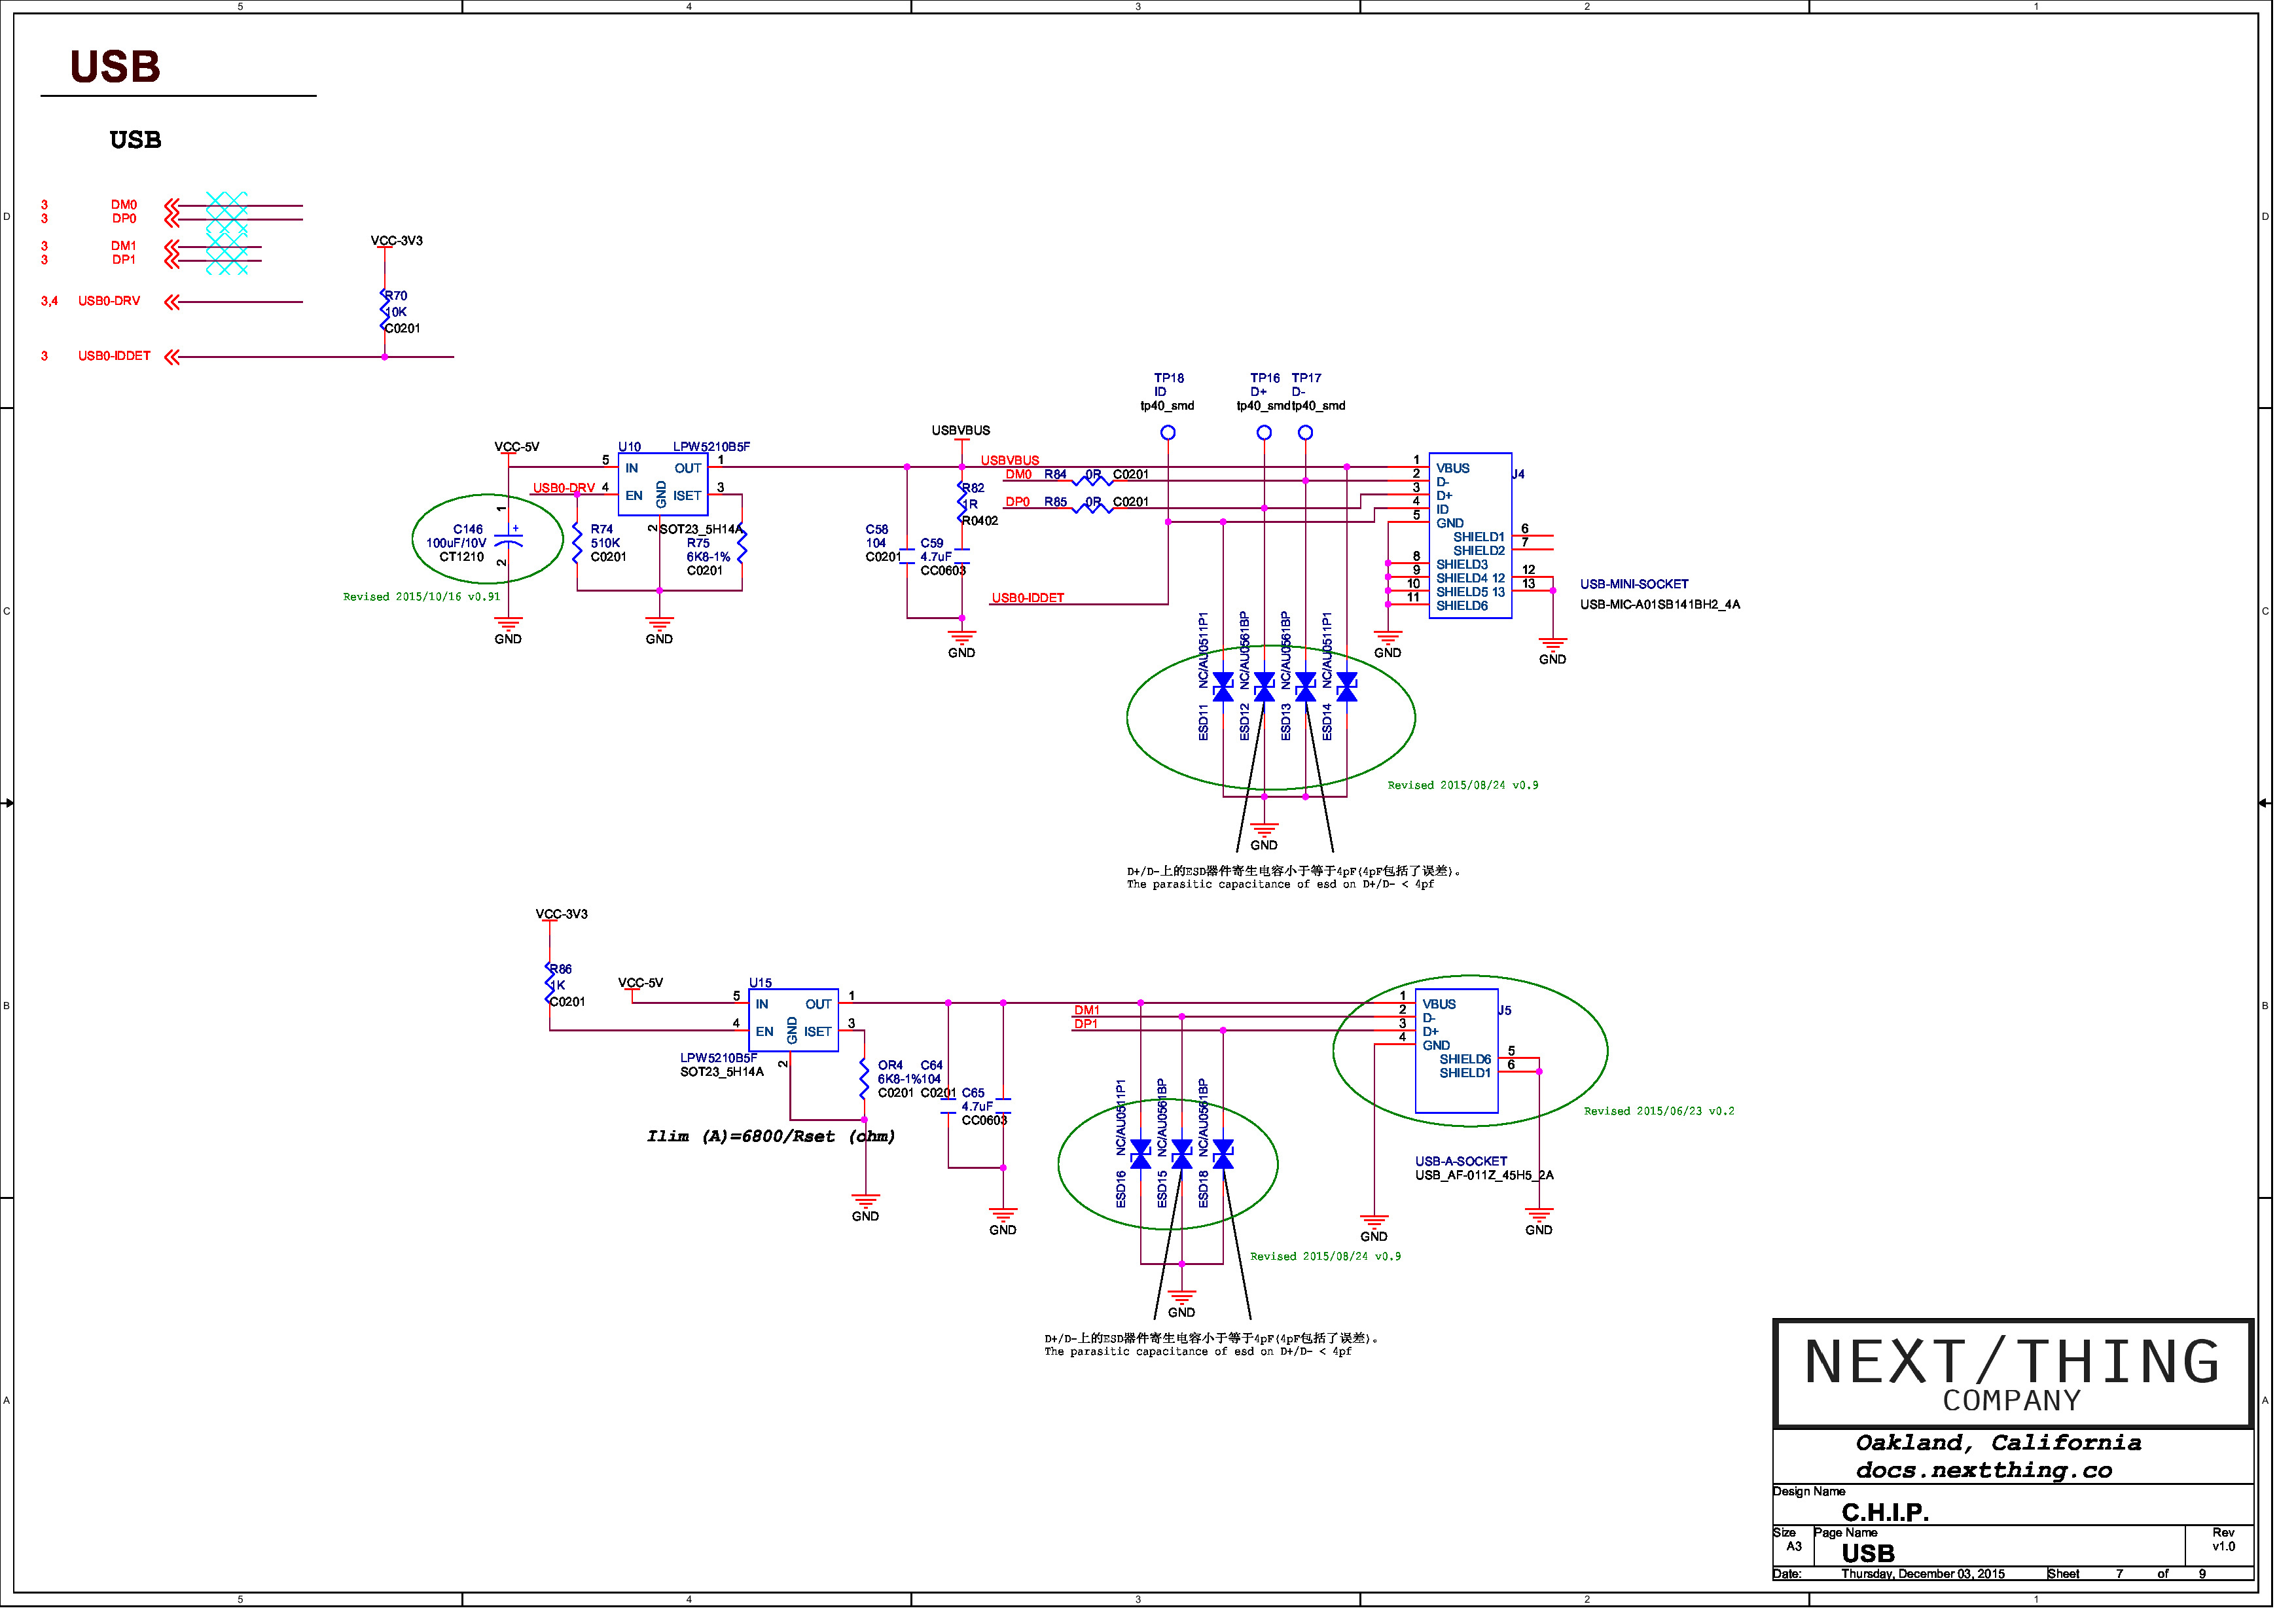 5 4 3 2 1
USB
USB
D D
3 DM0
3 DP0
3 DM1
3 DP1
3,4 USB0-DRV
3 USB0-IDDET
VCC-3V3
R70
10K
C0201
TP18
ID
tp40_smd
TP16
D+
tp40_smd
TP17
D-
tp40_smd
VCC-5V
U10 LPW5210B5F
5 IN OUT 1
USB0-DRV 4 EN GND ISET 3
2 SOT23_5H14A
1
C146
100uF/10V
CT1210
+
2
R74
510K
C0201
R75
6K8-1%
C0201
Revised 2015/10/16 v0.91
GND
GND
USBVBUS
USBVBUS
DM0 R84 0R C0201
R82
1R
R0402
DP0 R85 0R C0201
C58
104
C0201
C59
4.7uF
CC0603
USB0-IDDET
GND
C C
J4
1 VBUS
2 D-
3 D+
4 ID
5 GND
SHIELD1 6
SHIELD2 7
8 SHIELD3
9 SHIELD4 12 12
10 SHIELD5 13 13
11 SHIELD6
USB-MINI-SOCKET
USB-MIC-A01SB141BH2_4A
GND
GND
ESD11 NC/AU0511P1
ESD12 NC/AU0561BP
ESD13 NC/AU0561BP
ESD14 NC/AU0511P1
Revised 2015/08/24 v0.9
GND
D+/D-上的ESD器件寄生电容小于等于4pF(4pF包括了误差)。
The parasitic capacitance of esd on D+/D- < 4pf
VCC-3V3
R86
1K
C0201
VCC-5V
U15
5 IN OUT 1
4 EN GND ISET 3
LPW5210B5F
SOT23_5H14A
2
OR4
6K8-1%
C0201
C64
104
C0201
C65
4.7uF
CC0603
Ilim (A)=6800/Rset (ohm)
GND
GND
B B
DM1
DP1
J5
1 VBUS
2 D-
3 D+
4 GND
SHIELD6 5
SHIELD1 6
Revised 2015/06/23 v0.2
USB-A-SOCKET
USB_AF-011Z_45H5_2A
GND
GND
ESD16 NC/AU0511P1
ESD15 NC/AU0561BP
ESD18 NC/AU0561BP
Revised 2015/08/24 v0.9
GND
D+/D-上的ESD器件寄生电容小于等于4pF(4pF包括了误差)。
The parasitic capacitance of esd on D+/D- < 4pf
A A
NEXT/THING
COMPANY
Oakland, California
docs.nextthing.co
Design Name
C.H.I.P.
Size
A3
Page Name
USB
Rev
v1.0
Date: Thursday, December 03, 2015 Sheet 7 of 9
5 4 3 2 1